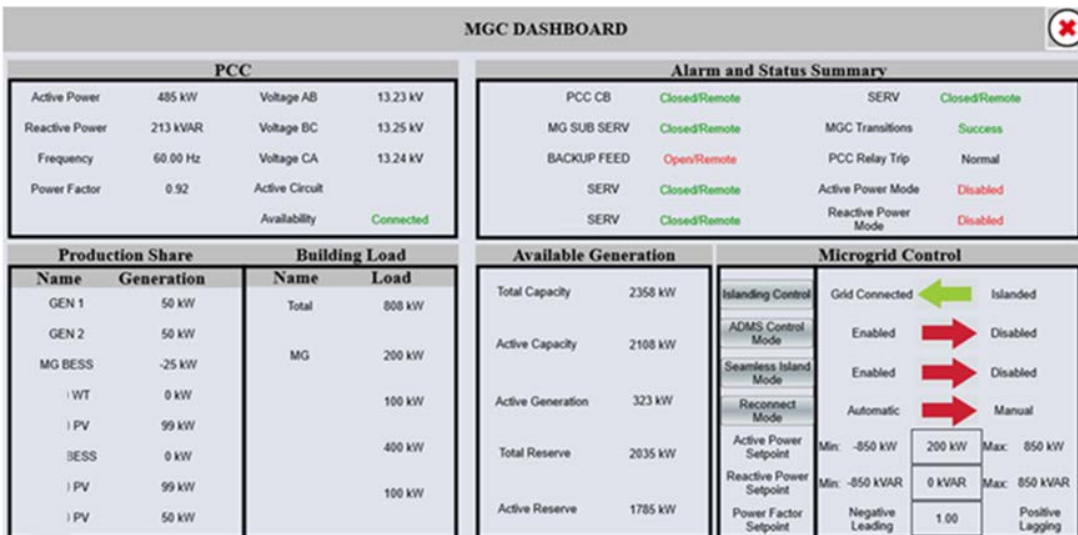 MGC DASHBOARD
PCC
Active Power 485 kW Voltage AB 13.23 kV
Reactive Power 213 kVAR Voltage BC 13.25 kV
Frequency 60.00 Hz Voltage CA 13.24 kV
Power Factor 0.92 Active Circuit
Availability Connected
Alarm and Status Summary
PCC CB Closed/Remote SERV Closed/Remote
MG SUB SERV Closed/Remote MGC Transitions Success
BACKUP FEED Open/Remote PCC Relay Trip Normal
SERV Closed/Remote Active Power Mode Disabled
SERV Closed/Remote Reactive Power Mode Disabled
Production Share
Name Generation
GEN 1 50 kW
GEN 2 50 kW
MG BESS -25 kW
WT 0 kW
PV 99 kW
BESS 0 kW
PV 99 kW
PV 50 kW
Building Load
Name Load
Total 808 kW
MG 200 kW
100 kW
400 kW
100 kW
Available Generation
Total Capacity 2358 kW
Active Capacity 2108 kW
Active Generation 323 kW
Total Reserve 2035 kW
Active Reserve 1785 kW
Microgrid Control
Islanding Control Grid Connected Islanded
ADMS Control Mode Enabled Disabled
Seamless Island Mode Enabled Disabled
Reconnect Mode Automatic Manual
Active Power Setpoint Min: -850 kW 200 kW Max: 850 kW
Reactive Power Setpoint Min: -850 kVAR 0 kVAR Max: 850 kVAR
Power Factor Setpoint Negative Leading 1.00 Positive Lagging